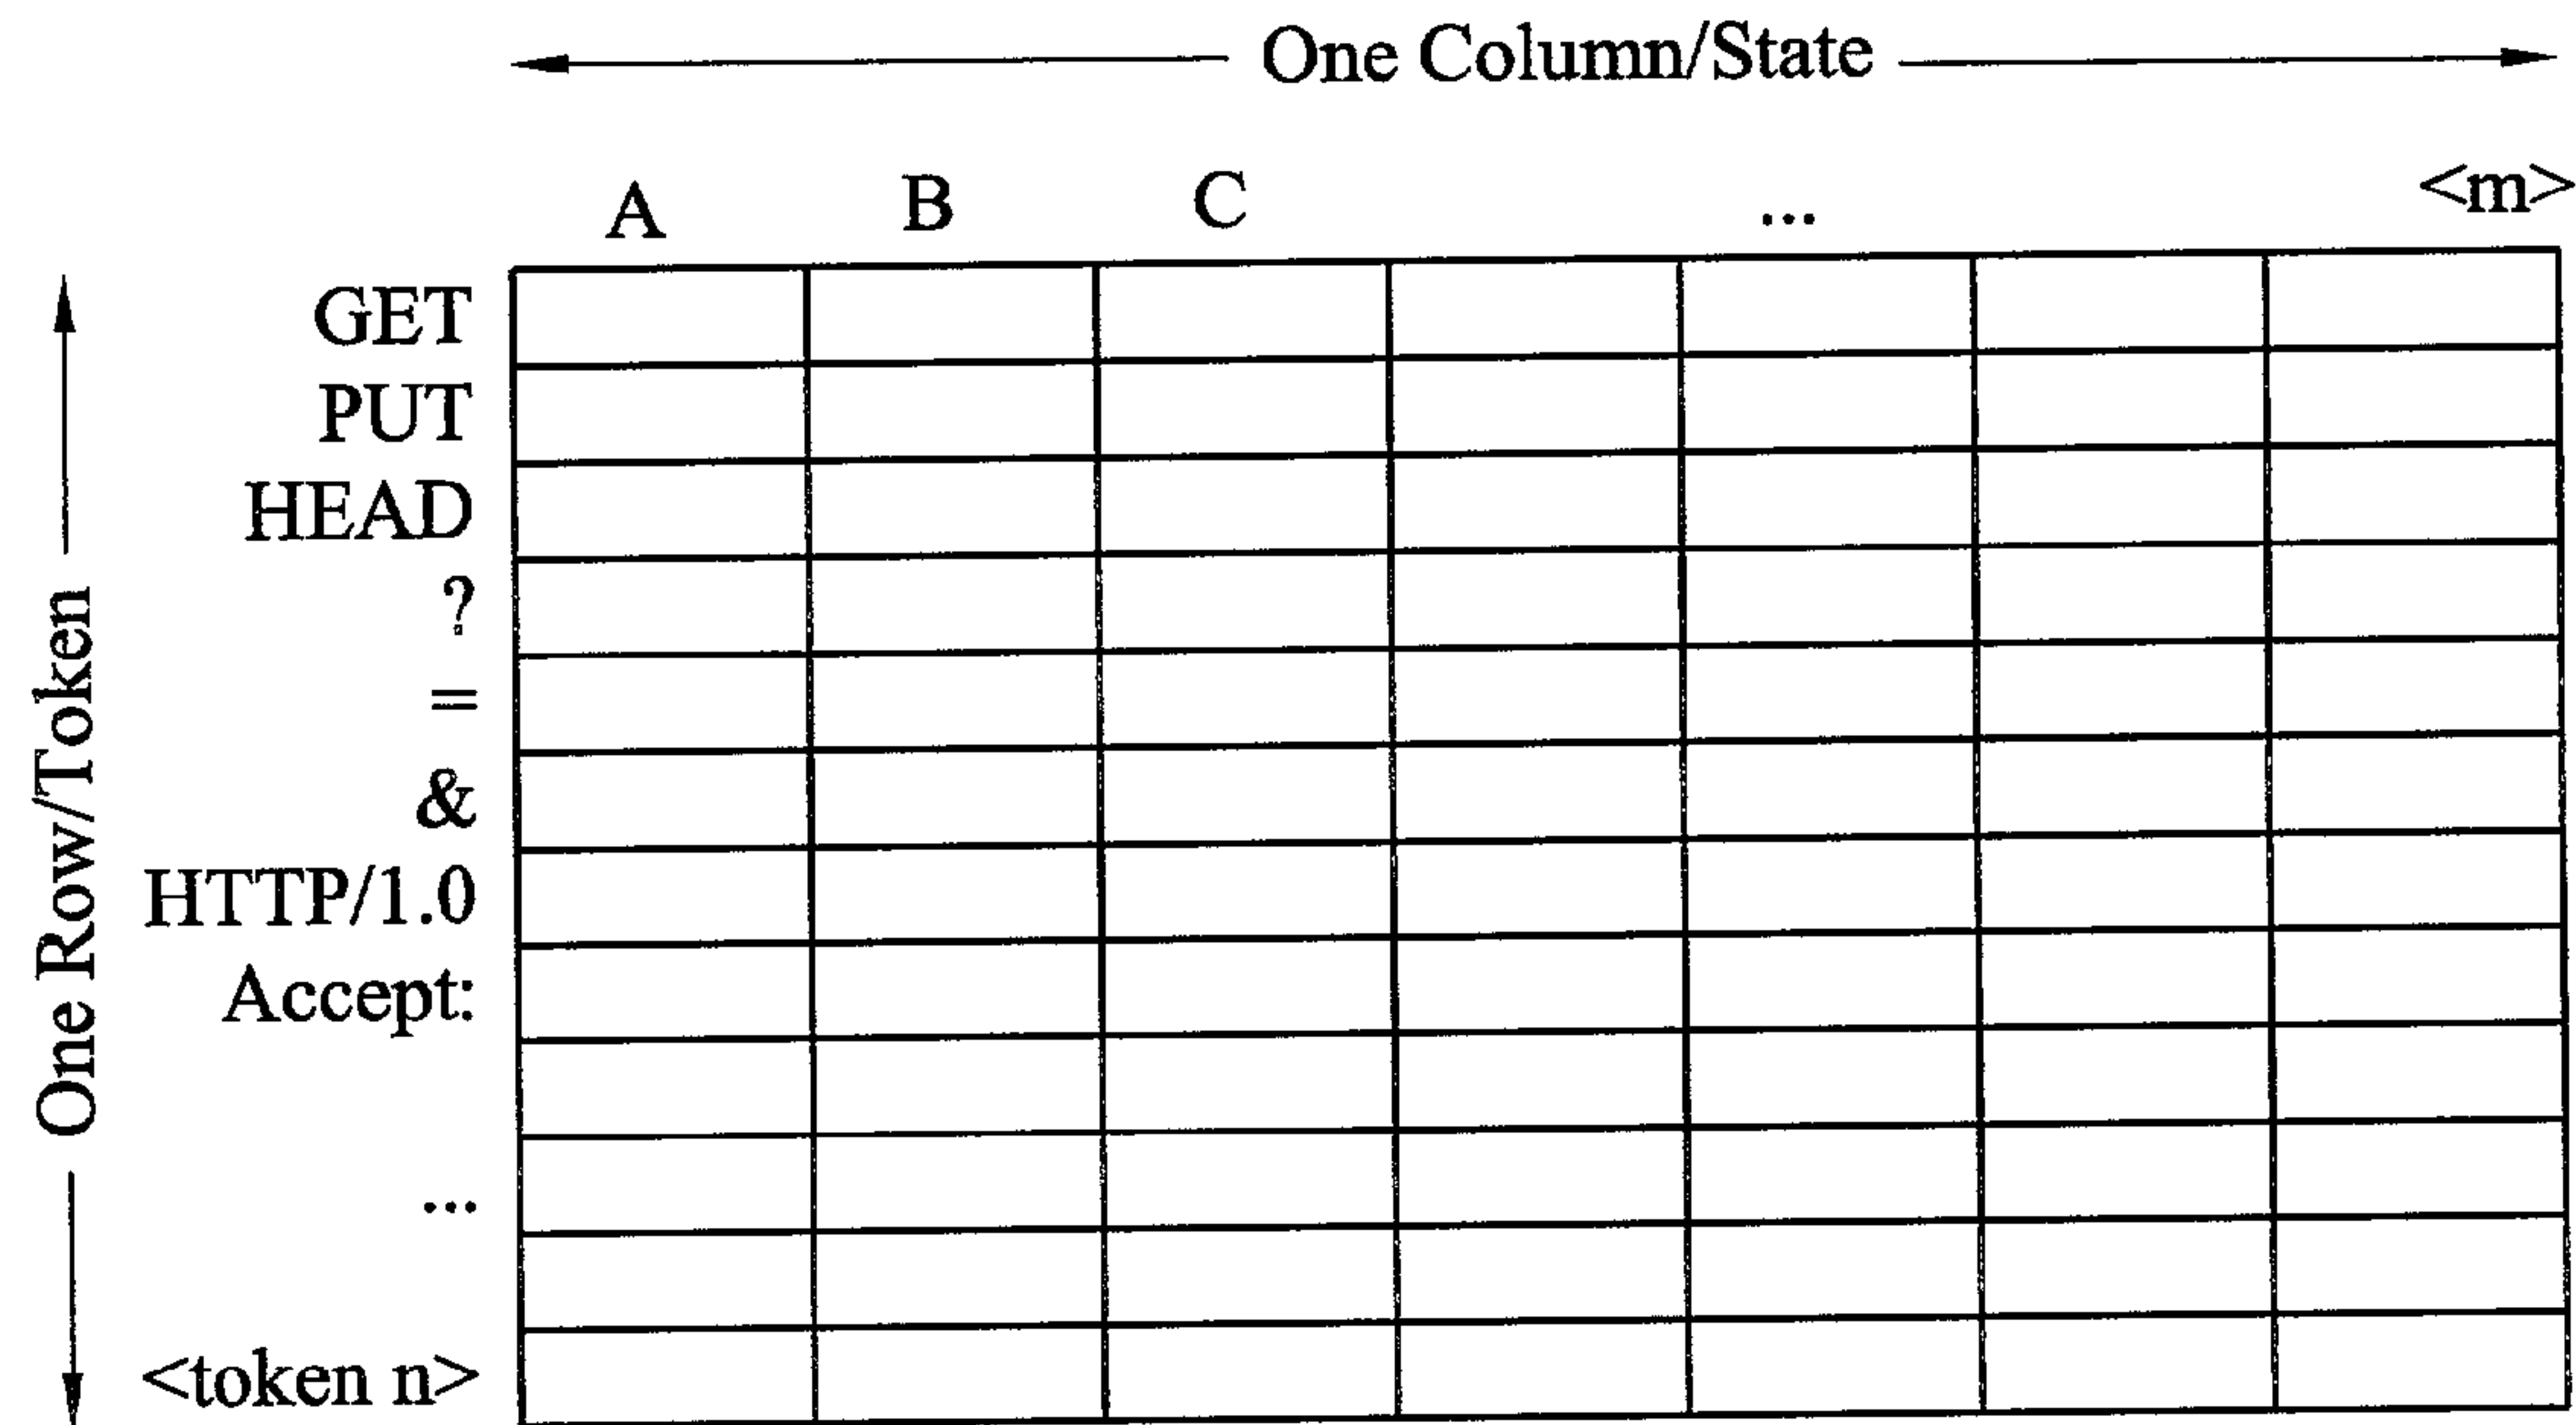 One Column/State
A B C ... <m>
GET
PUT
HEAD
?
=
&
HTTP/1.0
Accept:
...
<token n>
One Row/Token